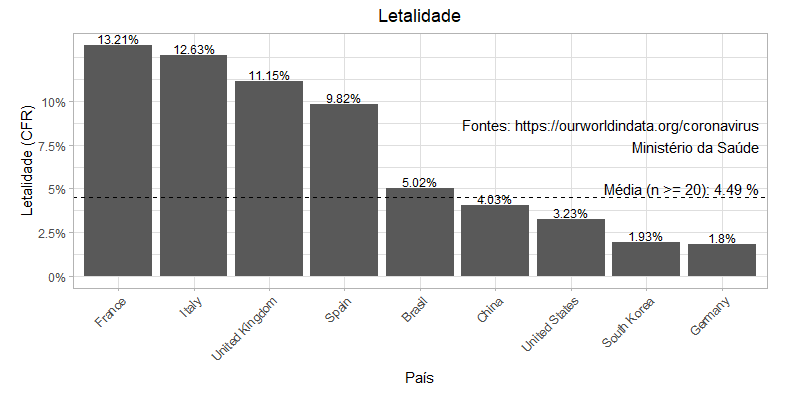 Letalidade
13.21%
12.63%
11.15%
9.82%
5.02%
4.03%
3.23%
1.93%
1.8%
Fontes: https://ourworldindata.org/coronavirus
Ministério da Saúde
Média (n >= 20): 4.49 %
Letalidade (CFR)
10%
7.5%
5%
2.5%
0%
France
Italy
United Kingdom
Spain
Brasil
China
United States
South Korea
Germany
País